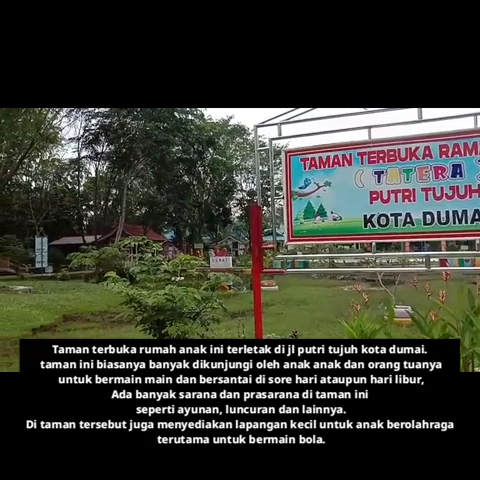 TAMAN TERBUKA RAMA
( TATERA )
PUTRI TUJUH
KOTA DUMAI
Taman terbuka rumah anak ini terletak di jl putri tujuh kota dumai.
taman ini biasanya banyak dikunjungi oleh anak anak dan orang tuanya
untuk bermain main dan bersantai di sore hari ataupun hari libur,
Ada banyak sarana dan prasarana di taman ini
seperti ayunan, luncuran dan lainnya.
Di taman tersebut juga menyediakan lapangan kecil untuk anak berolahraga
terutama untuk bermain bola.